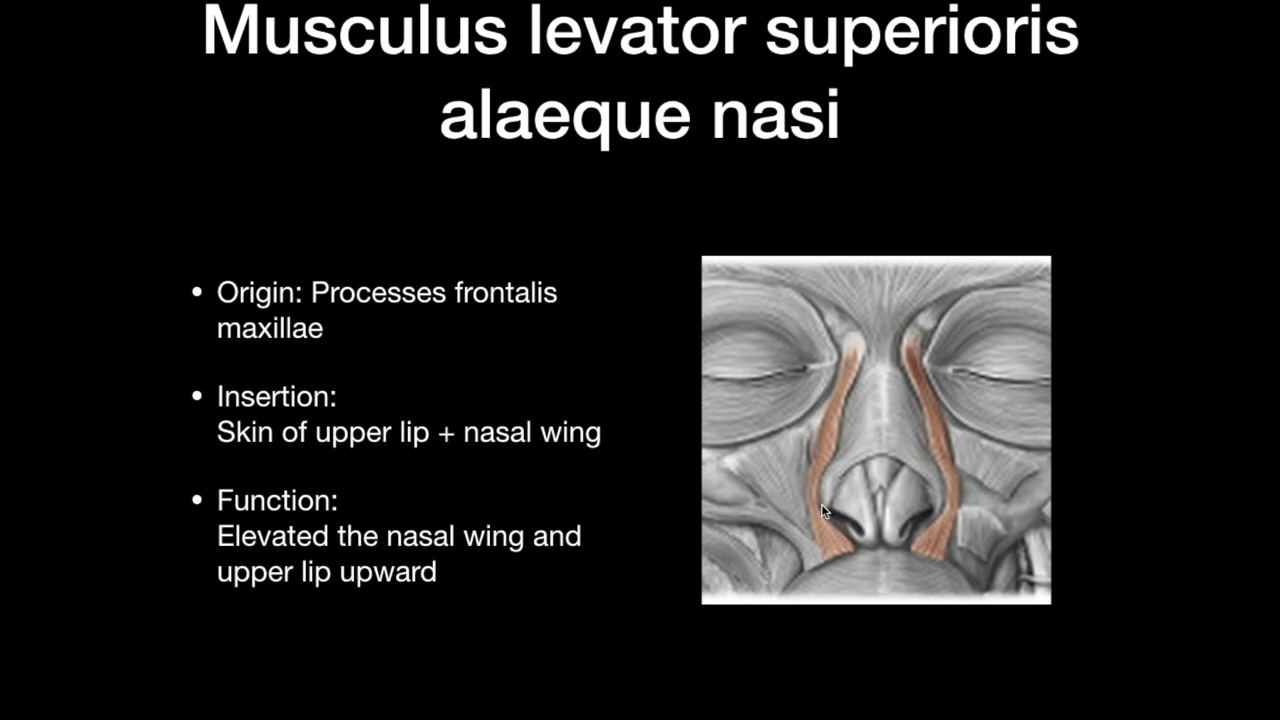 Musculus levator superioris
alaeque nasi
• Origin: Processes frontalis
maxillae
• Insertion:
Skin of upper lip + nasal wing
• Function:
Elevated the nasal wing and
upper lip upward